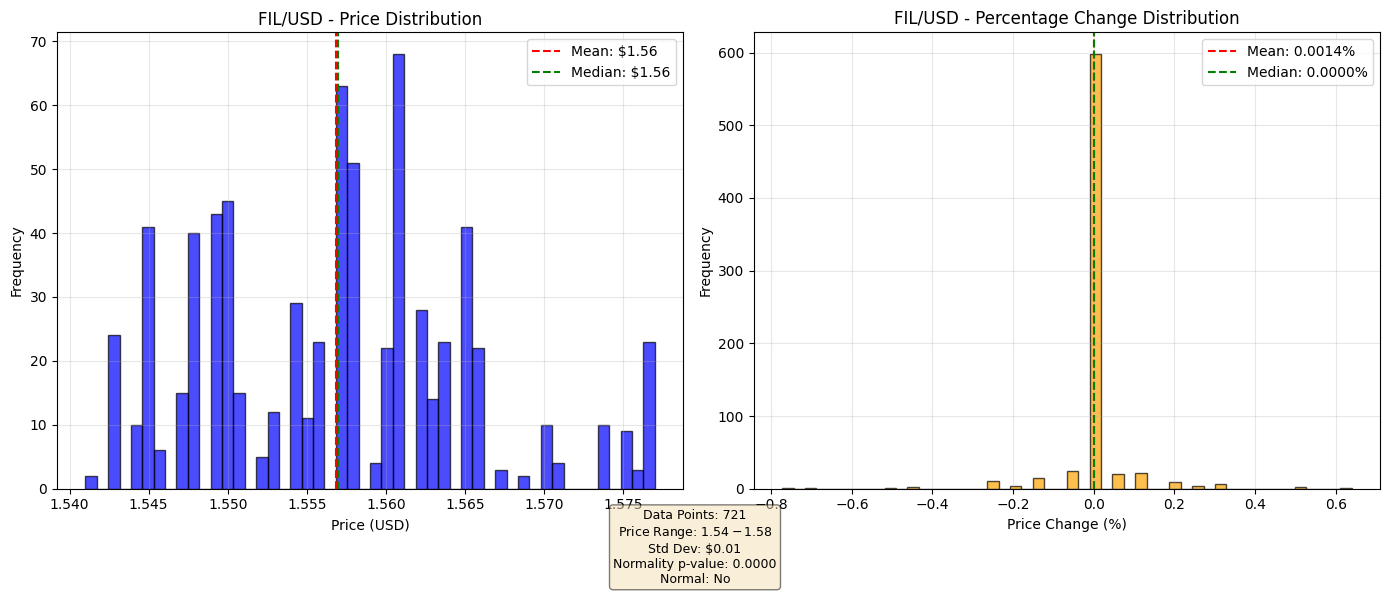 FIL/USD - Price Distribution
Mean: $1.56
Median: $1.56
70
60
50
40
30
20
10
0
Frequency
1.540
1.545
1.550
1.555
1.560
1.565
1.570
1.575
Price (USD)
FIL/USD - Percentage Change Distribution
Mean: 0.0014%
Median: 0.0000%
600
500
400
300
200
100
0
Frequency
−0.8
−0.6
−0.4
−0.2
0.0
0.2
0.4
0.6
Price Change (%)
Data Points: 721
Price Range: 1.54 − 1.58
Std Dev: $0.01
Normality p-value: 0.0000
Normal: No